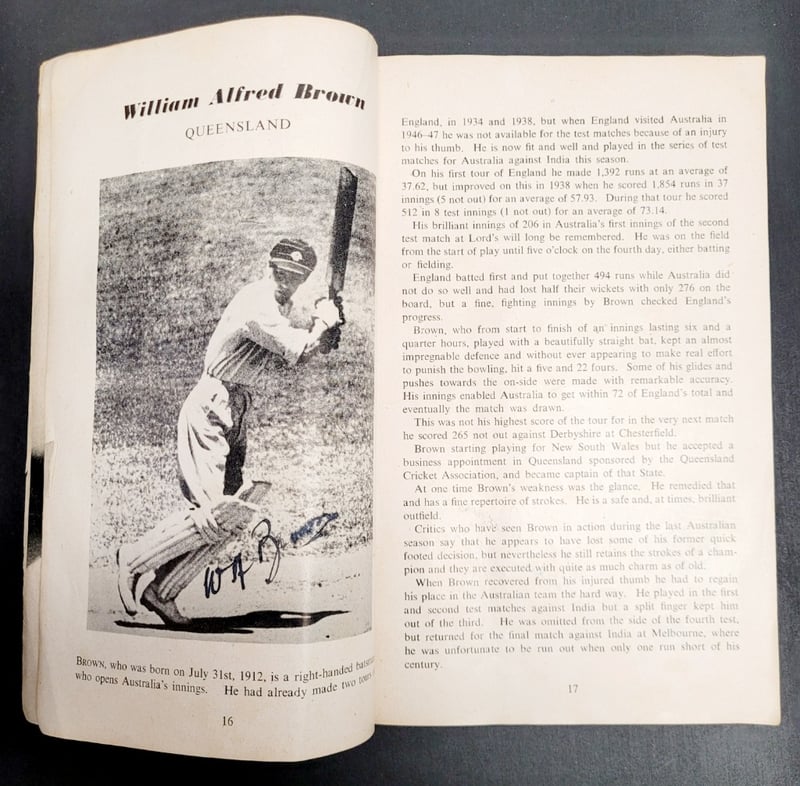 William Alfred Brown
QUEENSLAND
W A Brown
BROWN, who was born on July 31st, 1912, is a right-handed
who opens Australia's innings. He had already made two tours
16
England, in 1934 and 1938, but when England visited Australia in
1946-47 he was not available for the test matches because of an injury
to his thumb. He is now fit and well and played in the series of test
matches for Australia against India this season.
On his first tour of England he made 1,392 runs at an average of
37.62, but improved on this in 1938 when he scored 1,854 runs in 37
innings (5 not out) for an average of 57.93. During that tour he scored
512 in 8 test innings (1 not out) for an average of 73.14.
His brilliant innings of 206 in Australia's first innings of the second
test match at Lord's will long be remembered. He was on the field
from the start of play until five o'clock on the fourth day, either batting
or fielding.
England batted first and put together 494 runs while Australia did
not do so well and had lost half their wickets with only 276 on the
board, but a fine, fighting innings by Brown checked England's
progress.
Brown, who from start to finish of an innings lasting six and a
quarter hours, played with a beautifully straight bat, kept an almost
impregnable defence and without ever appearing to make real effort
to punish the bowling, hit a five and 22 fours. Some of his glides and
pushes towards the on-side were made with remarkable accuracy.
His innings enabled Australia to get within 72 of England's total and
eventually the match was drawn.
This was not his highest score of the tour for in the very next match
he scored 265 not out against Derbyshire at Chesterfield.
Brown starting playing for New South Wales but he accepted a
business appointment in Queensland sponsored by the Queensland
Cricket Association, and became captain of that State.
At one time Brown's weakness was the glance. He remedied that
and has a fine repertoire of strokes. He is a safe and, at times, brilliant
outfield.
Critics who have seen Brown in action during the last Australian
season say that he appears to have lost some of his former quick
footed decision, but nevertheless he still retains the strokes of a cham-
pion and they are executed with quite as much charm as of old.
When Brown recovered from his injured thumb he had to regain
his place in the Australian team the hard way. He played in the first
and second test matches against India but a split finger kept him
out of the third. He was omitted from the side of the fourth test,
but returned for the final match against India at Melbourne, where
he was unfortunate to be run out when only one run short of his
century.
17